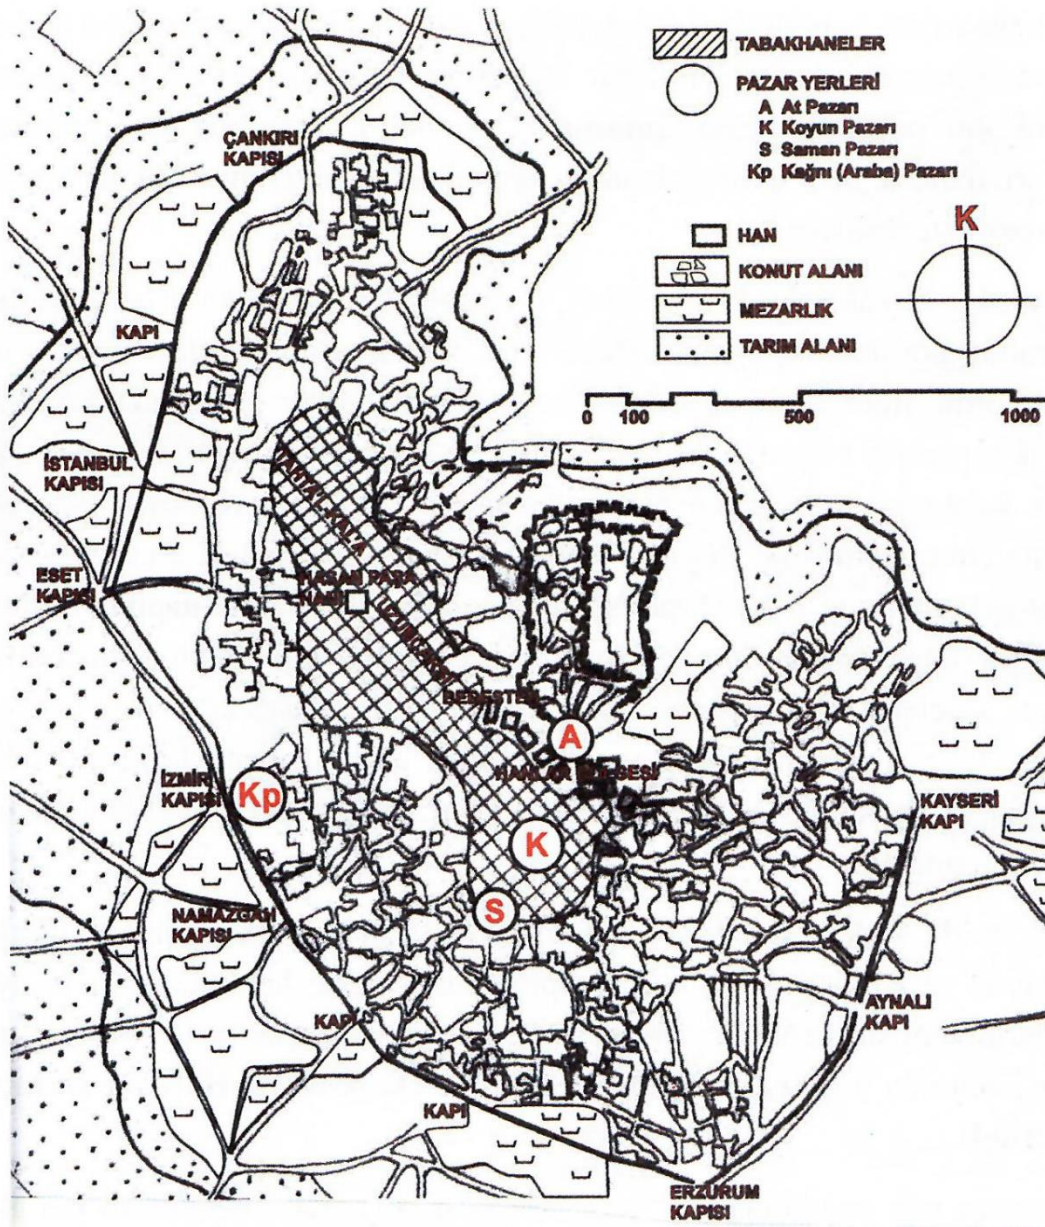 TABAKHANELER
PAZAR YERLERİ
A At Pazarı
K Koyun Pazarı
S Saman Pazarı
Kp Kağnı (Araba) Pazarı
K
HAN
KONUT ALANI
MEZARLIK
TARIM ALANI
0 100 500 1000
ÇANKIRI
KAPISI
KAPI
İSTANBUL
KAPISI
ESET
KAPISI
TAHTA'L KAL'A
HASAN PAŞA
HANI
UZUNÇARŞI
BEDESTEN
A
HANLAR BÖLGESİ
İZMİR
KAPISI
Kp
K
KAYSERİ
KAPI
S
NAMAZGAH
KAPISI
KAPI
AYNALI
KAPI
KAPI
ERZURUM
KAPISI